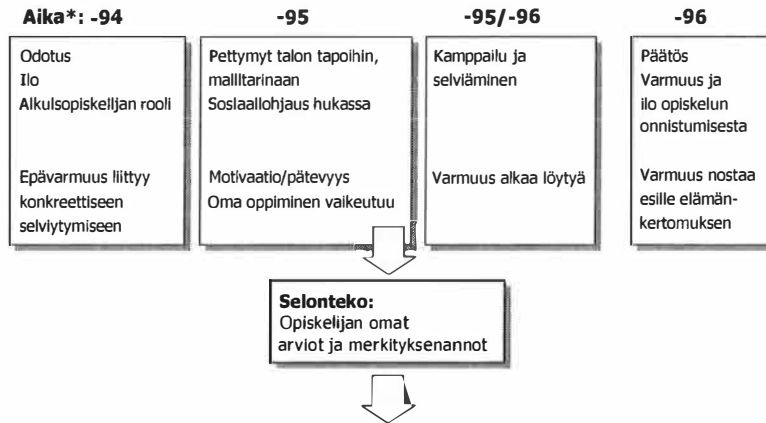 Aika*: -94
-95
-95/-96
-96
Odotus
Ilo
Alkuisopiskelijan rooli
Epävarmuus liittyy
konkreettiseen
selviytymiseen
Pettymyt talon tapoihin,
mallitarinaan
Sosiaaliohjaus hukassa
Motivaatio/pätevyys
Oma oppiminen vaikeutuu
Kamppailu ja
selviäminen
Varmuus alkaa löytyä
Päätös
Varmuus ja
ilo opiskelun
onnistumisesta
Varmuus nostaa
esille elämän-
kertomuksen
Selonteko:
Opiskelijan omat
arviot ja merkityksenannot